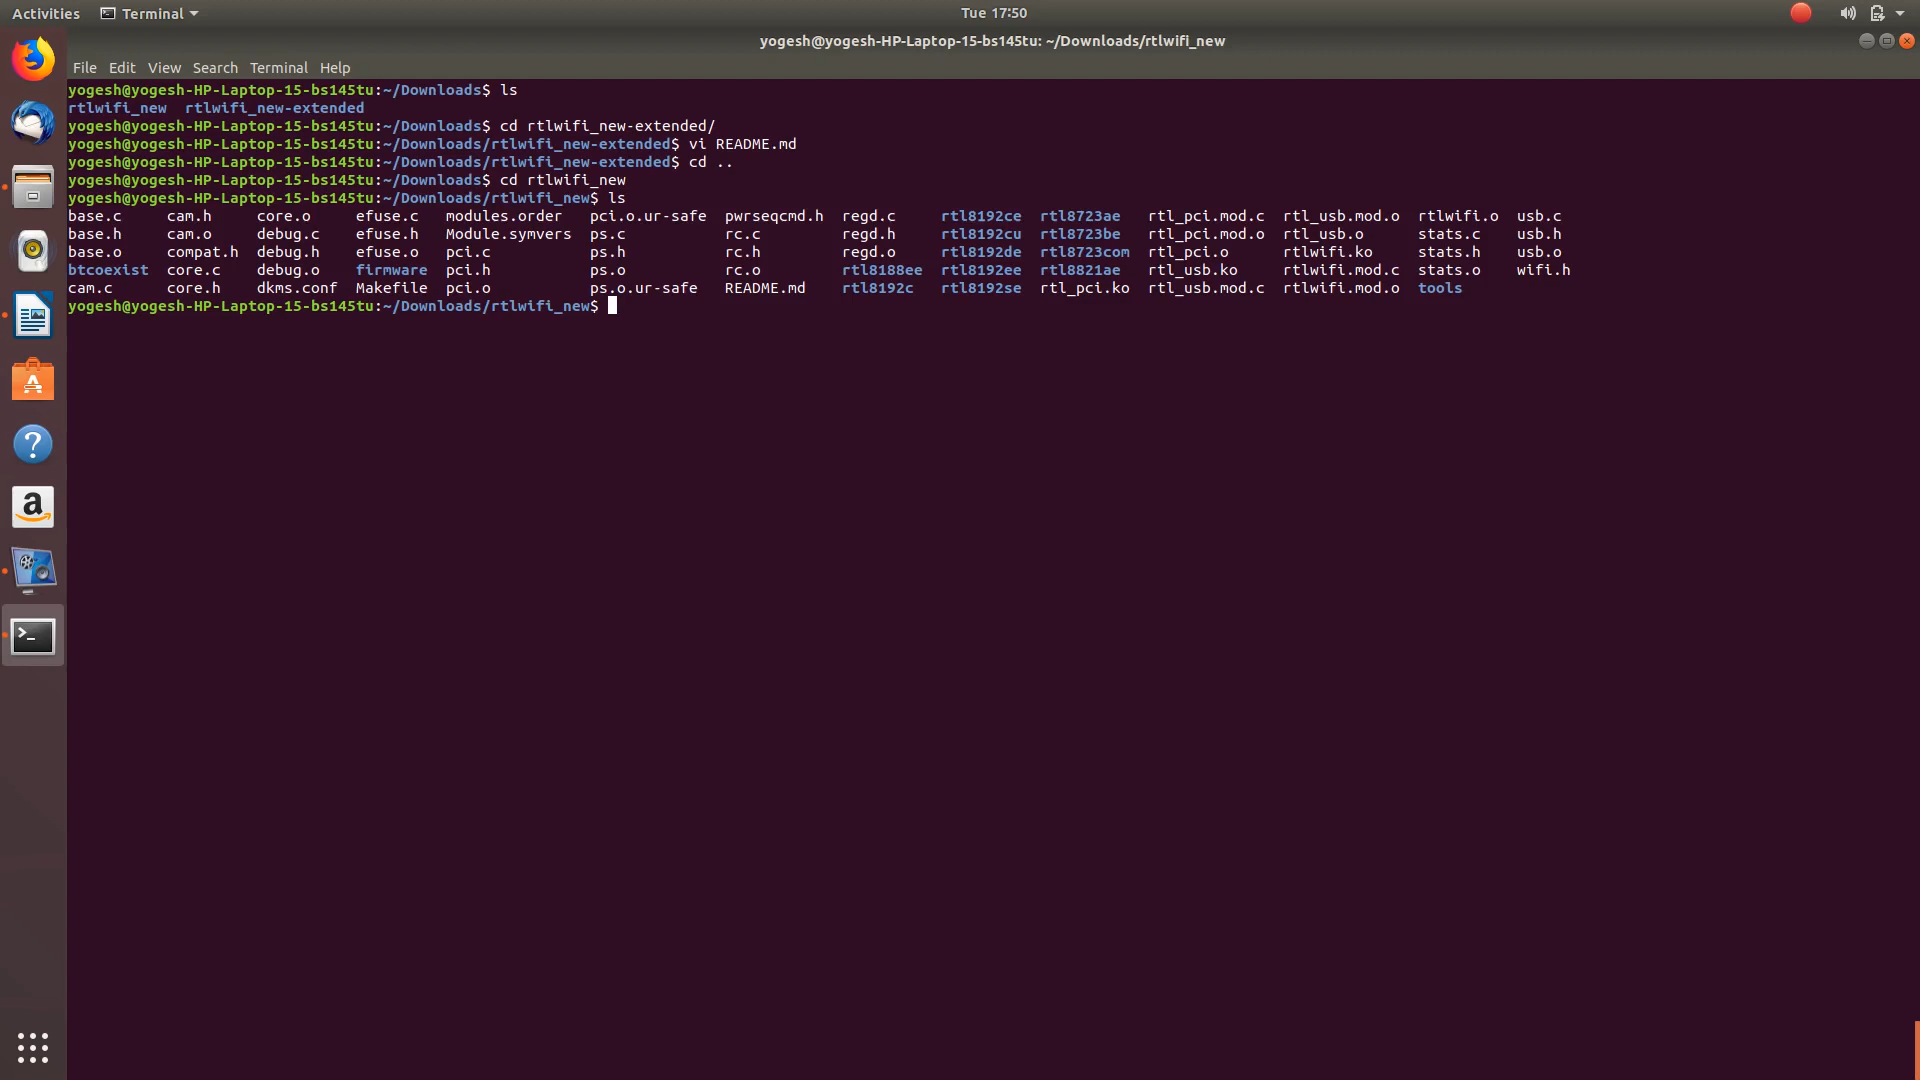 Activities Terminal Tue 17:50
yogesh@yogesh-HP-Laptop-15-bs145tu: ~/Downloads/rtlwifi_new
File Edit View Search Terminal Help
yogesh@yogesh-HP-Laptop-15-bs145tu:~/Downloads$ ls
rtlwifi_new  rtlwifi_new-extended
yogesh@yogesh-HP-Laptop-15-bs145tu:~/Downloads$ cd rtlwifi_new-extended/
yogesh@yogesh-HP-Laptop-15-bs145tu:~/Downloads/rtlwifi_new-extended$ vi README.md
yogesh@yogesh-HP-Laptop-15-bs145tu:~/Downloads/rtlwifi_new-extended$ cd ..
yogesh@yogesh-HP-Laptop-15-bs145tu:~/Downloads$ cd rtlwifi_new
yogesh@yogesh-HP-Laptop-15-bs145tu:~/Downloads/rtlwifi_new$ ls
base.c cam.h core.o efuse.c modules.order pci.o.ur-safe pwrseqcmd.h regd.c rtl8192ce rtl8723ae rtl_pci.mod.c rtl_usb.mod.o rtlwifi.o usb.c
base.h cam.o debug.c efuse.h Module.symvers ps.c rc.c regd.h rtl8192cu rtl8723be rtl_pci.mod.o rtl_usb.o stats.c usb.h
base.o compat.h debug.h efuse.o pci.c ps.h rc.h regd.o rtl8192de rtl8723com rtl_pci.o rtlwifi.ko stats.h usb.o
btcoexist core.c debug.o firmware pci.h ps.o rc.o rtl8188ee rtl8192ee rtl8821ae rtl_usb.ko rtlwifi.mod.c stats.o wifi.h
cam.c core.h dkms.conf Makefile pci.o ps.o.ur-safe README.md rtl8192c rtl8192se rtl_pci.ko rtl_usb.mod.c rtlwifi.mod.o tools
yogesh@yogesh-HP-Laptop-15-bs145tu:~/Downloads/rtlwifi_new$